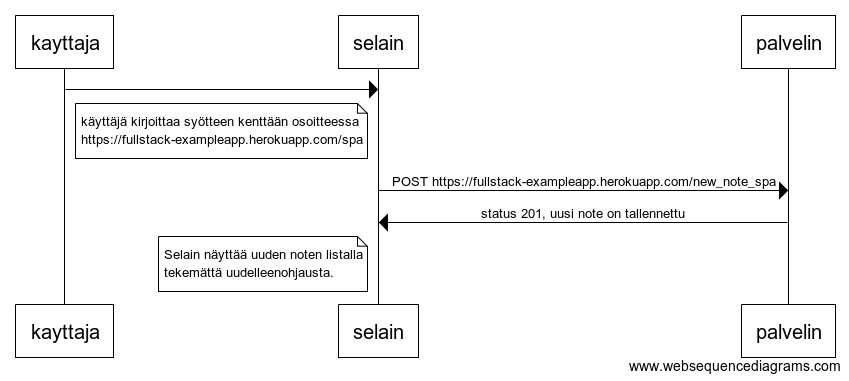 kayttaja
selain
palvelin
käyttäjä kirjoittaa syötteen kenttään osoitteessa
https://fullstack-exampleapp.herokuapp.com/spa
POST https://fullstack-exampleapp.herokuapp.com/new_note_spa
status 201, uusi note on tallennettu
Selain näyttää uuden noten listalla
tekemättä uudelleenohjausta.
kayttaja
selain
palvelin
www.websequencediagrams.com